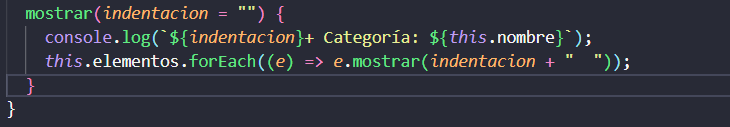 mostrar(indentacion = "") {
console.log(`${indentacion}+ Categoría: ${this.nombre}`);
this.elementos.forEach((e) => e.mostrar(indentacion + "  "));
}
}